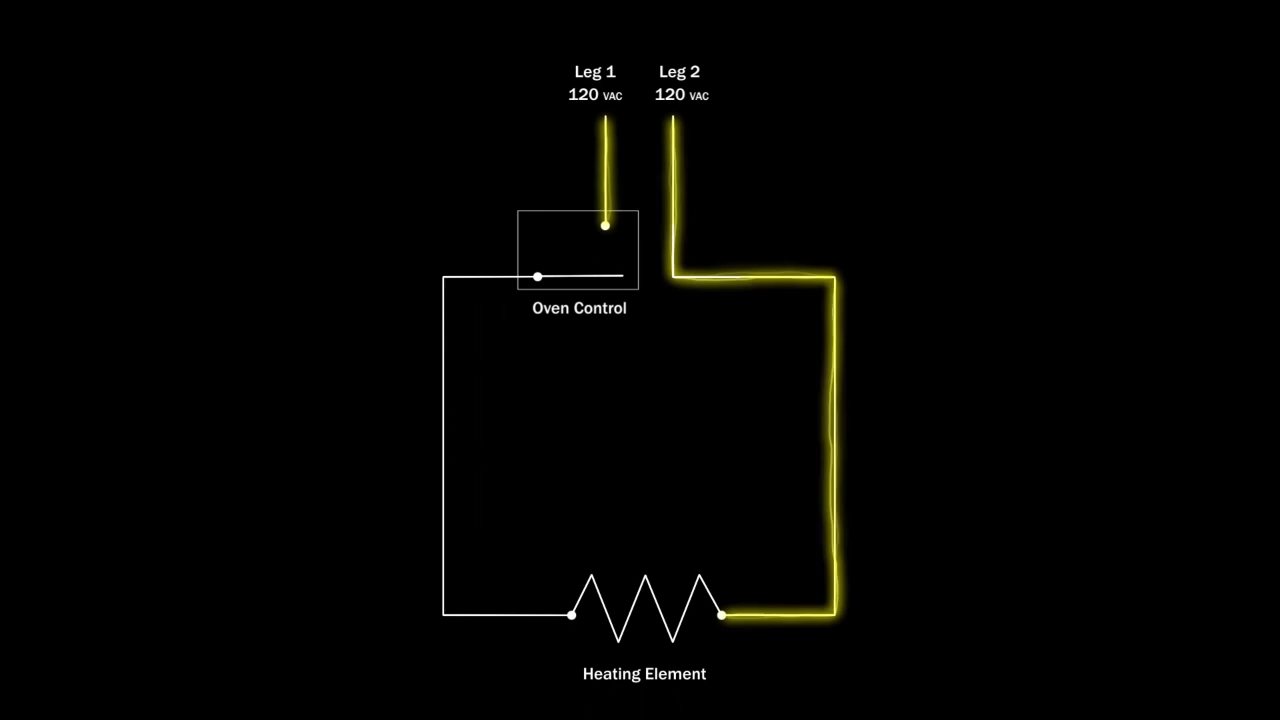 Leg 1
120 VAC
Leg 2
120 VAC
Oven Control
Heating Element